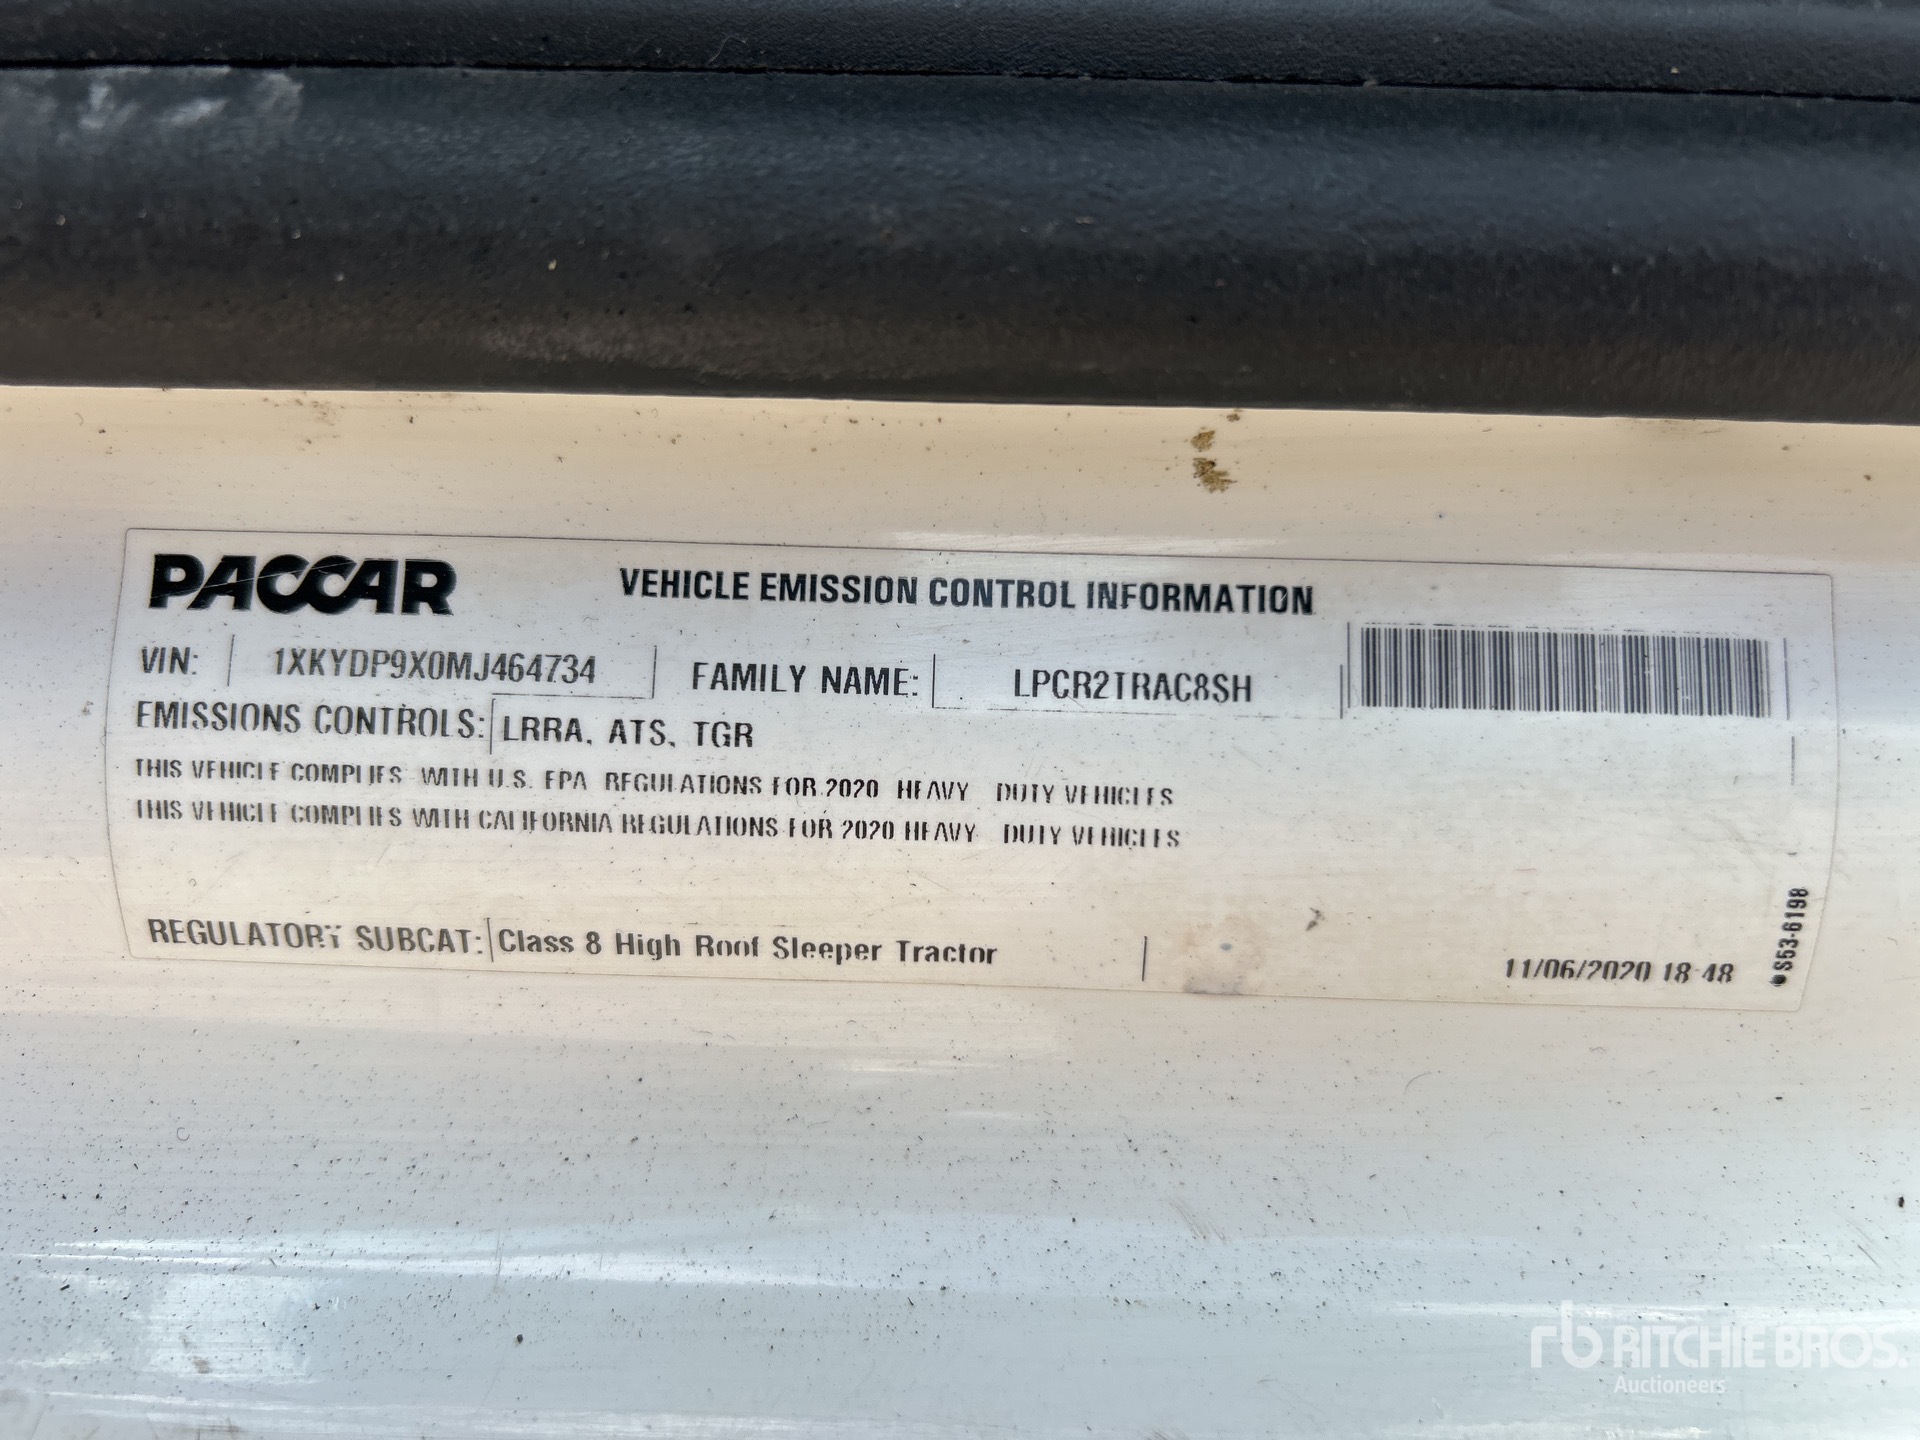 PACCAR
VEHICLE EMISSION CONTROL INFORMATION
VIN: 1XKYDP9X0MJ464734 FAMILY NAME: LPCR2TRAC8SH
EMISSIONS CONTROLS: LRRA, ATS, TGR
THIS VEHICLE COMPLIES WITH U.S. EPA REGULATIONS FOR 2020 HEAVY DUTY VEHICLES
THIS VEHICLE COMPLIES WITH CALIFORNIA REGULATIONS FOR 2020 HEAVY DUTY VEHICLES
REGULATORY SUBCAT: Class 8 High Roof Sleeper Tractor
11/06/2020 18:48
S53-6198
rb RITCHIE BROS.
Auctioneers